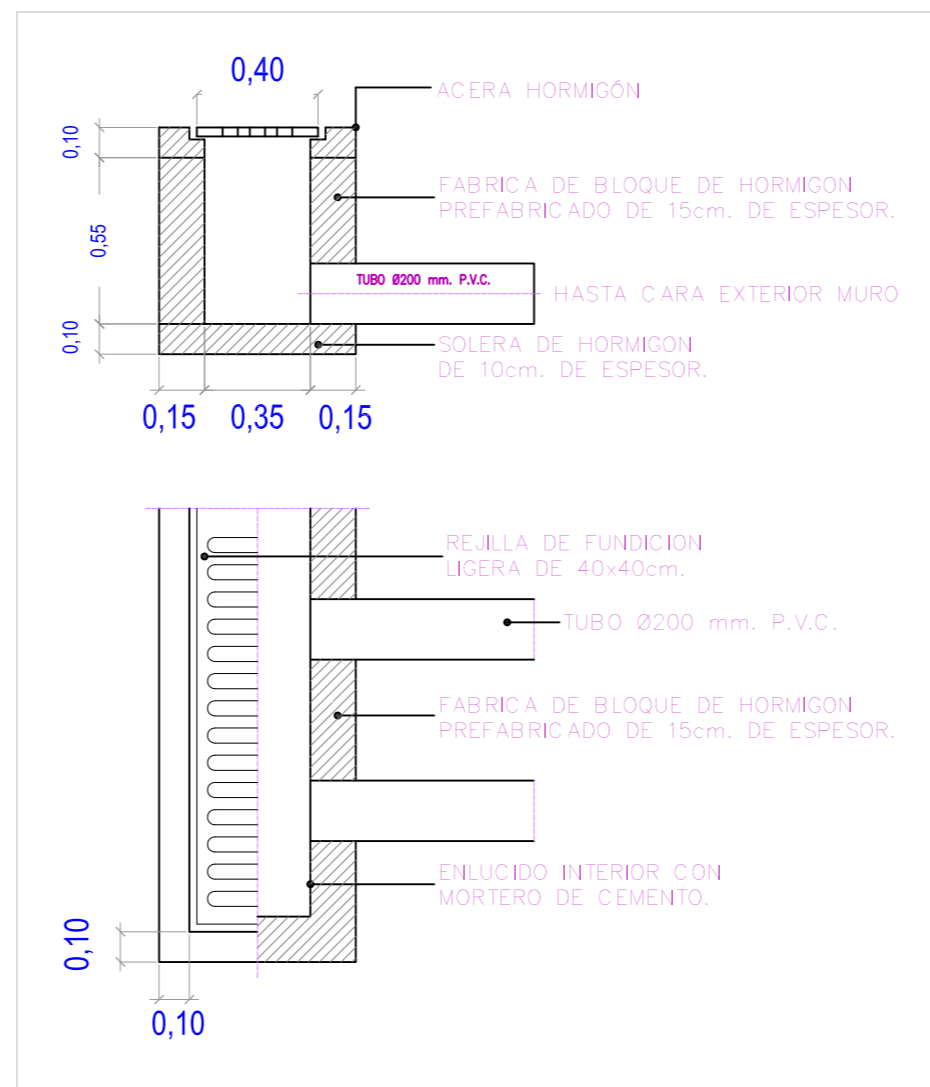 0,40
ACERA HORMIGÓN
0,10
FABRICA DE BLOQUE DE HORMIGON
PREFABRICADO DE 15cm. DE ESPESOR.
0,55
TUBO Ø200 mm. P.V.C.
HASTA CARA EXTERIOR MURO
0,10
SOLERA DE HORMIGON
DE 10cm. DE ESPESOR.
0,15
0,35
0,15
REJILLA DE FUNDICION
LIGERA DE 40x40cm.
TUBO Ø200 mm. P.V.C.
FABRICA DE BLOQUE DE HORMIGON
PREFABRICADO DE 15cm. DE ESPESOR.
ENLUCIDO INTERIOR CON
MORTERO DE CEMENTO.
0,10
0,10